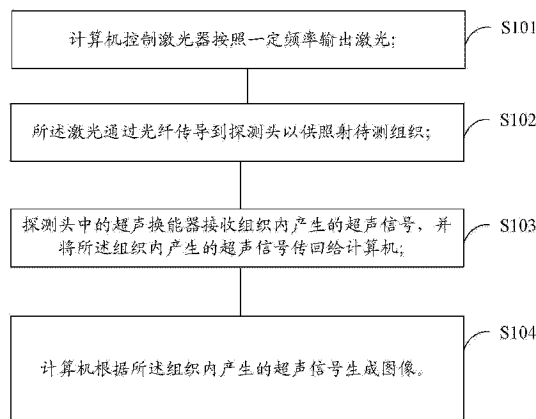 计算机控制激光器按照一定频率输出激光;
S101
所述激光通过光纤传导到探测头以供照射待测组织;
S102
探测头中的超声换能器接收组织内产生的超声信号，并
将所述组织内产生的超声信号传回给计算机;
S103
计算机根据所述组织内产生的超声信号生成图像。
S104